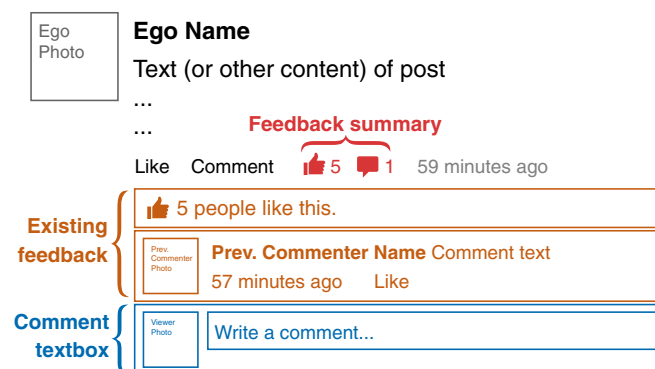 Ego
Photo
Ego Name
Text (or other content) of post
...
...
Feedback summary
Like Comment 5 1 59 minutes ago
Existing
feedback
5 people like this.
Prev.
Commenter
Photo
Prev. Commenter Name Comment text
57 minutes ago Like
Comment
textbox
Viewer
Photo
Write a comment...